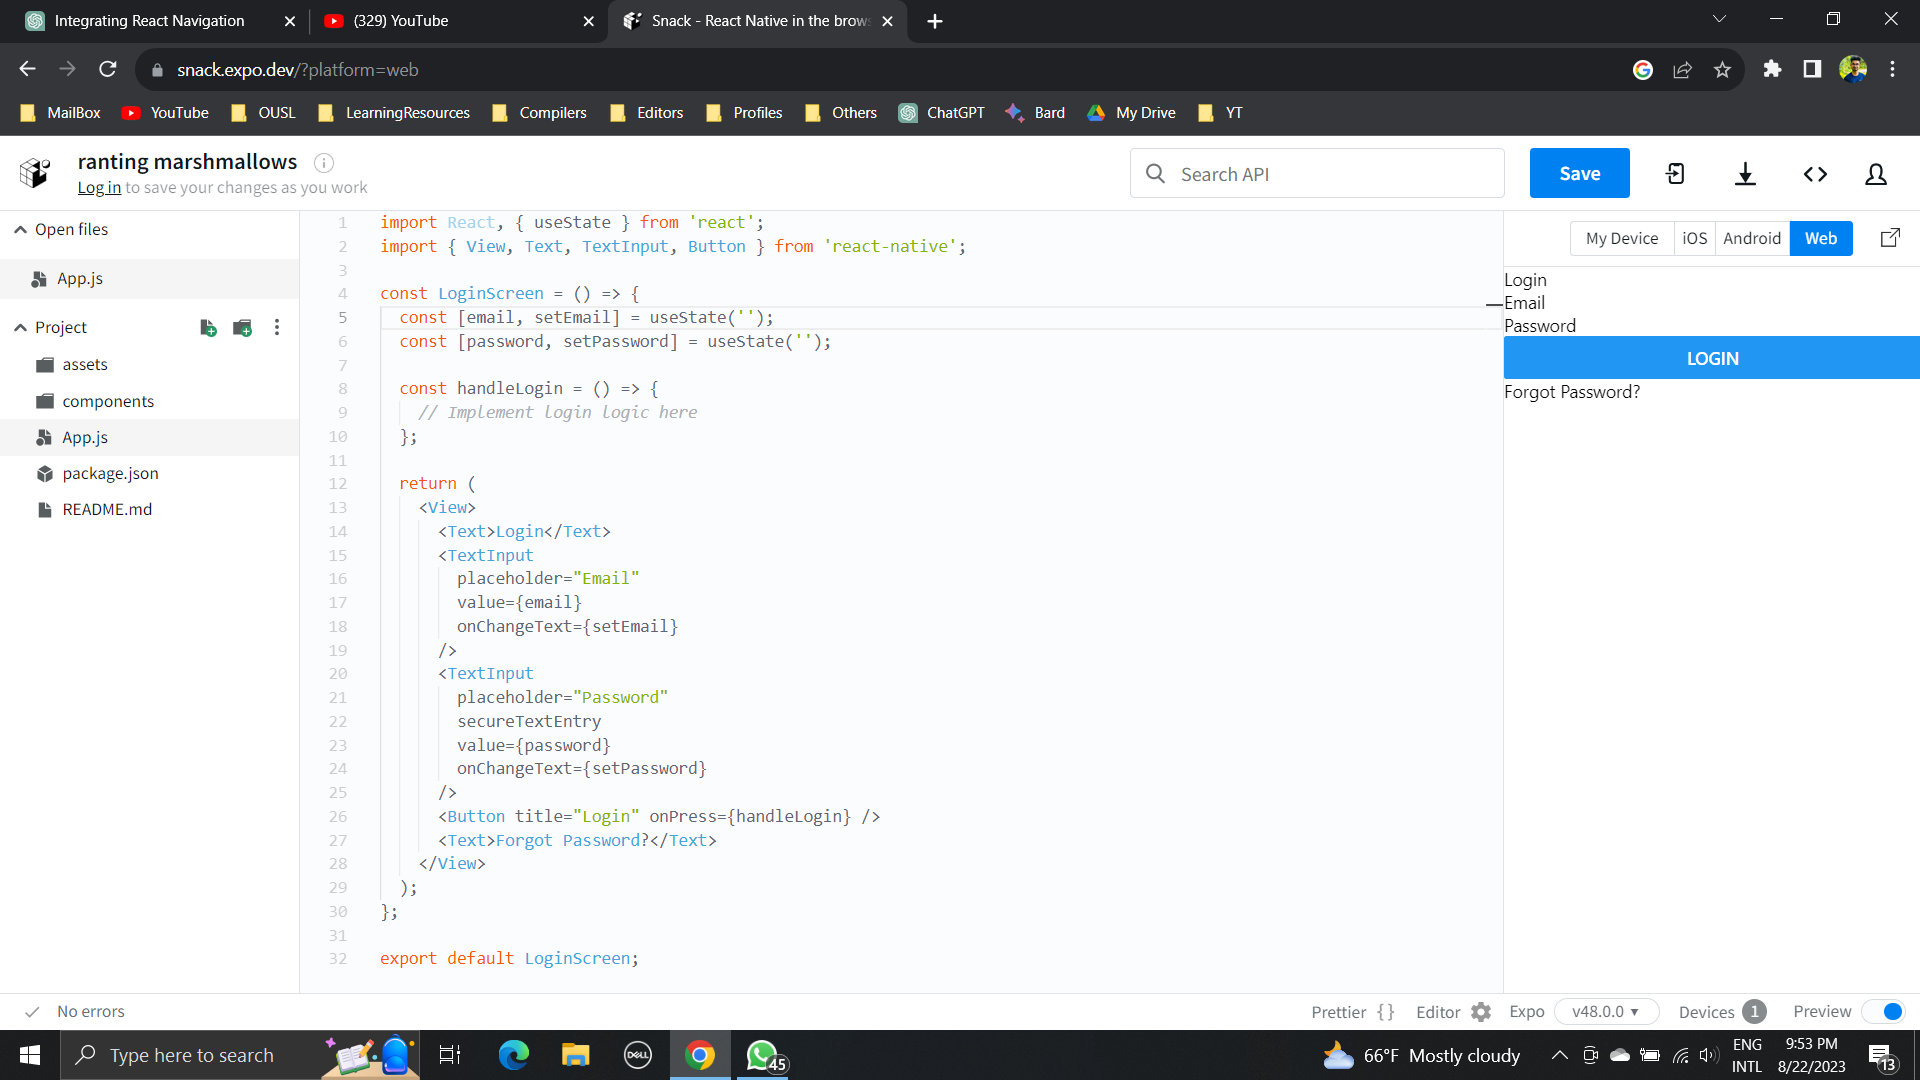 Integrating React Navigation
(329) YouTube
Snack - React Native in the brow
snack.expo.dev/?platform=web
MailBox
YouTube
OUSL
LearningResources
Compilers
Editors
Profiles
Others
ChatGPT
Bard
My Drive
YT
ranting marshmallows
Log in to save your changes as you work
Search API
Save
Open files
App.js
Project
assets
components
App.js
package.json
README.md
1 import React, { useState } from 'react';
2 import { View, Text, TextInput, Button } from 'react-native';
3
4 const LoginScreen = () => {
5 const [email, setEmail] = useState('');
6 const [password, setPassword] = useState('');
7
8 const handleLogin = () => {
9 // Implement login logic here
10 };
11
12 return (
13 <View>
14 <Text>Login</Text>
15 <TextInput
16 placeholder="Email"
17 value={email}
18 onChangeText={setEmail}
19 />
20 <TextInput
21 placeholder="Password"
22 secureTextEntry
23 value={password}
24 onChangeText={setPassword}
25 />
26 <Button title="Login" onPress={handleLogin} />
27 <Text>Forgot Password?</Text>
28 </View>
29 );
30 };
31
32 export default LoginScreen;
My Device
iOS
Android
Web
Login
Email
Password
LOGIN
Forgot Password?
No errors
Prettier {}
Editor
Expo
v48.0.0
Devices 1
Preview
Type here to search
DELL
45
66°F Mostly cloudy
ENG
INTL
9:53 PM
8/22/2023
13